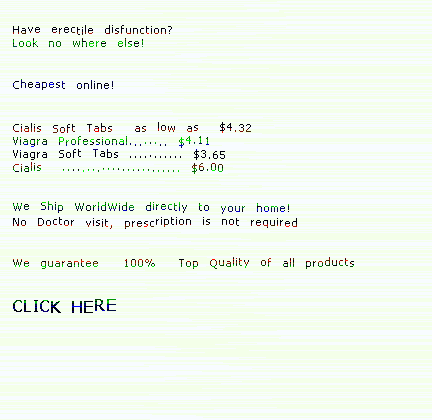 Have erectile disfunction?
Look no where else!
Cheapest online!
Cialis Soft Tabs as low as $4.32
Viagra Professional......... $4.11
Viagra Soft Tabs ........... $3.65
Cialis ........................ $6.00
We Ship WorldWide directly to your home!
No Doctor visit, prescription is not required
We guarantee 100% Top Quality of all products
CLICK HERE